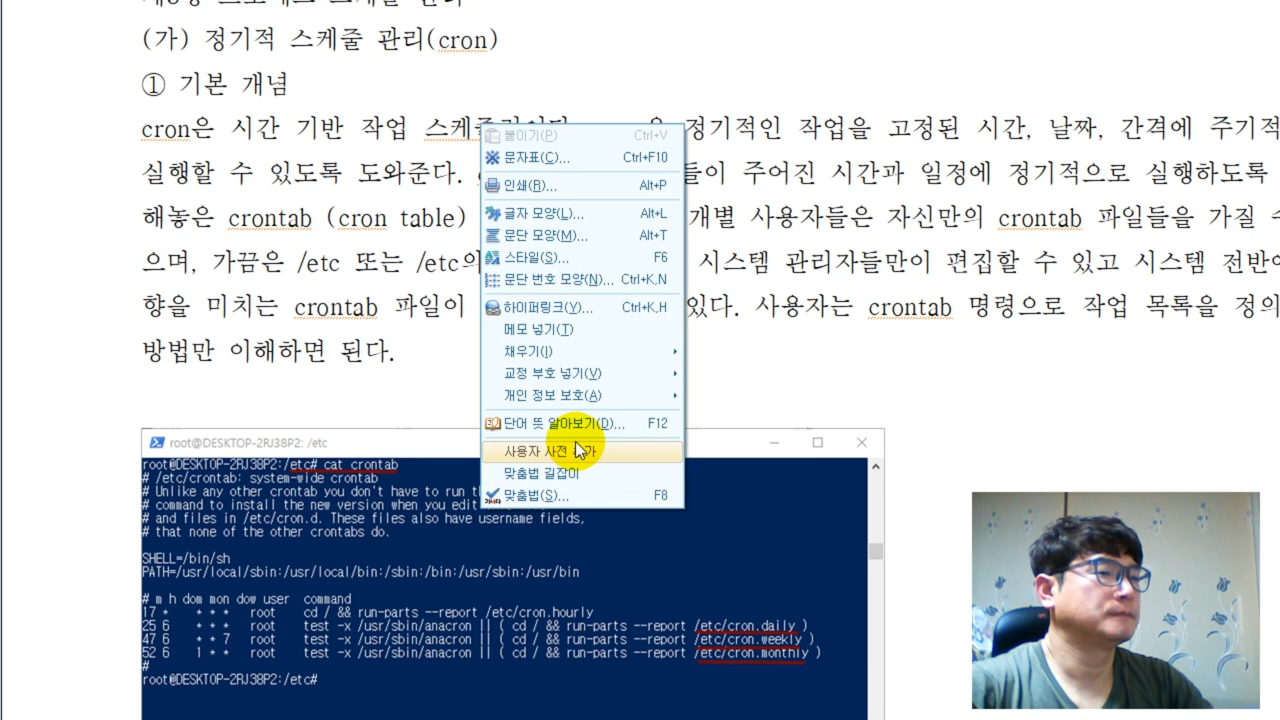 (가) 정기적 스케줄 관리(cron)
① 기본 개념
cron은 시간 기반 작업 정기적인 작업을 고정된 시간, 날짜, 간격에
실행할 수 있도록 도와준다. 들이 주어진 시간과 일정에 정기적으로 실행하도록
해놓은 crontab (cron table) 개별 사용자들은 자신만의 crontab 파일들을 가질
으며, 가끔은 /etc 또는 시스템 관리자들만이 편집할 수 있고 시스템
향을 미치는 crontab 파일이 있다. 사용자는 crontab 명령으로 작업 목록을
방법만 이해하면 된다.
붙이기(P) Ctrl+V
문자표(C)... Ctrl+F10
인쇄(R)... Alt+P
글자 모양(L)... Alt+L
문단 모양(M)... Alt+T
스타일(S)... F6
문단 번호 모양(N)... Ctrl+K,N
하이퍼링크(Y)... Ctrl+K,H
메모 넣기(T)
채우기(I)
교정 부호 넣기(V)
개인 정보 보호(A)
단어 뜻 알아보기(D)... F12
사용자 사전
맞춤법 길잡이
맞춤법(S)... F8
root@DESKTOP-2RJ38P2: /etc
root@DESKTOP-2RJ38P2:/etc# cat crontab
# /etc/crontab: system-wide crontab
# Unlike any other crontab you don't have to run
# command to install the new version when you edit
# and files in /etc/cron.d. These files also have username fields,
# that none of the other crontabs do.
SHELL=/bin/sh
PATH=/usr/local/sbin:/usr/local/bin:/sbin:/bin:/usr/sbin:/usr/bin
# m h dom mon dow user command
17 * * * * root cd / && run-parts --report /etc/cron.hourly
25 6 * * * root test -x /usr/sbin/anacron || ( cd / && run-parts --report /etc/cron.daily )
47 6 * * 7 root test -x /usr/sbin/anacron || ( cd / && run-parts --report /etc/cron.weekly )
52 6 1 * * root test -x /usr/sbin/anacron || ( cd / && run-parts --report /etc/cron.monthly )
#
root@DESKTOP-2RJ38P2:/etc#